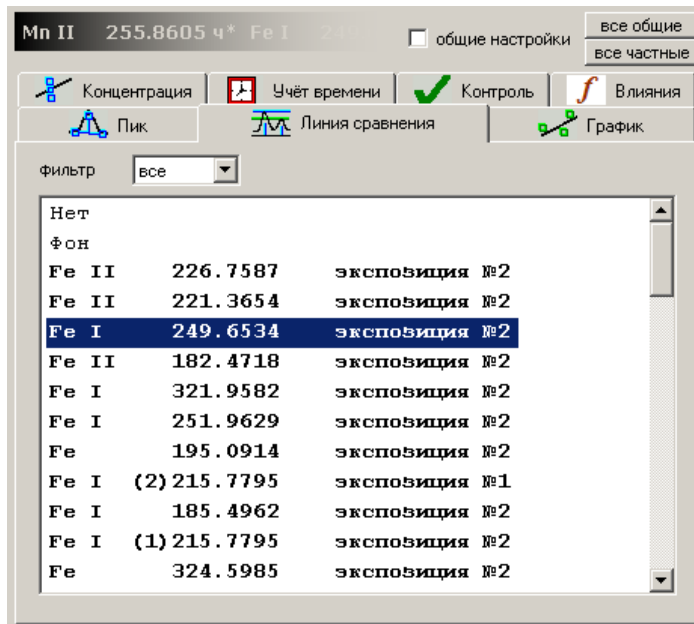 Mn II 255.8605 ч* Fe I
общие настройки
все общие
все частные
Концентрация Учёт времени Контроль Влияния
Пик Линия сравнения График
фильтр все
Нет
Фон
Fe II 226.7587 экспозиция №2
Fe II 221.3654 экспозиция №2
Fe I 249.6534 экспозиция №2
Fe II 182.4718 экспозиция №2
Fe I 321.9582 экспозиция №2
Fe I 251.9629 экспозиция №2
Fe 195.0914 экспозиция №2
Fe I (2)215.7795 экспозиция №1
Fe I 185.4962 экспозиция №2
Fe I (1)215.7795 экспозиция №2
Fe 324.5985 экспозиция №2